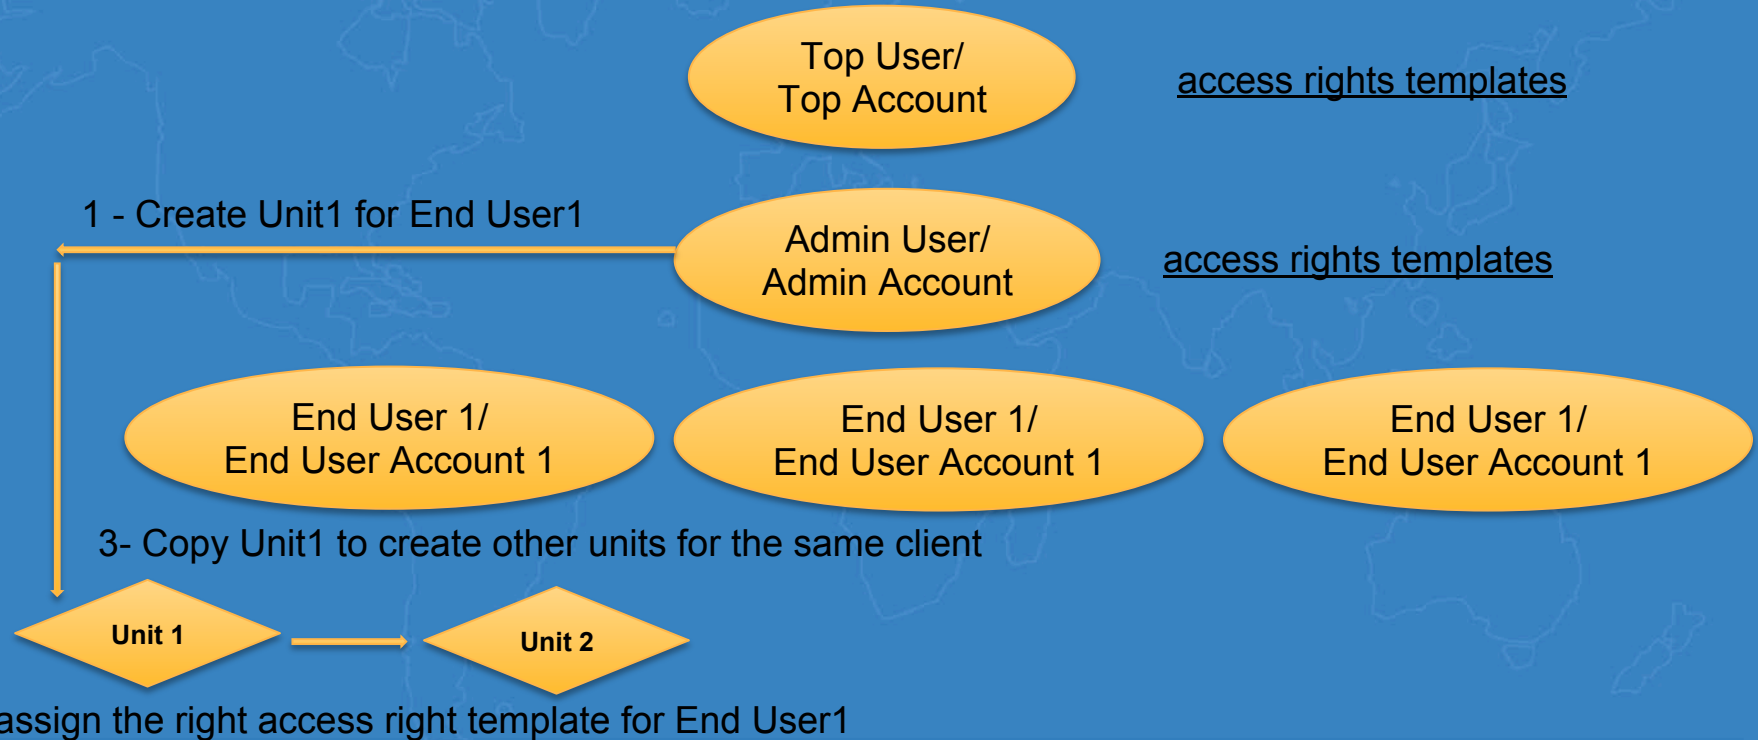 Top User/
Top Account
access rights templates
1 - Create Unit1 for End User1
Admin User/
Admin Account
access rights templates
End User 1/
End User Account 1
End User 1/
End User Account 1
End User 1/
End User Account 1
3- Copy Unit1 to create other units for the same client
Unit 1
Unit 2
assign the right access right template for End User1